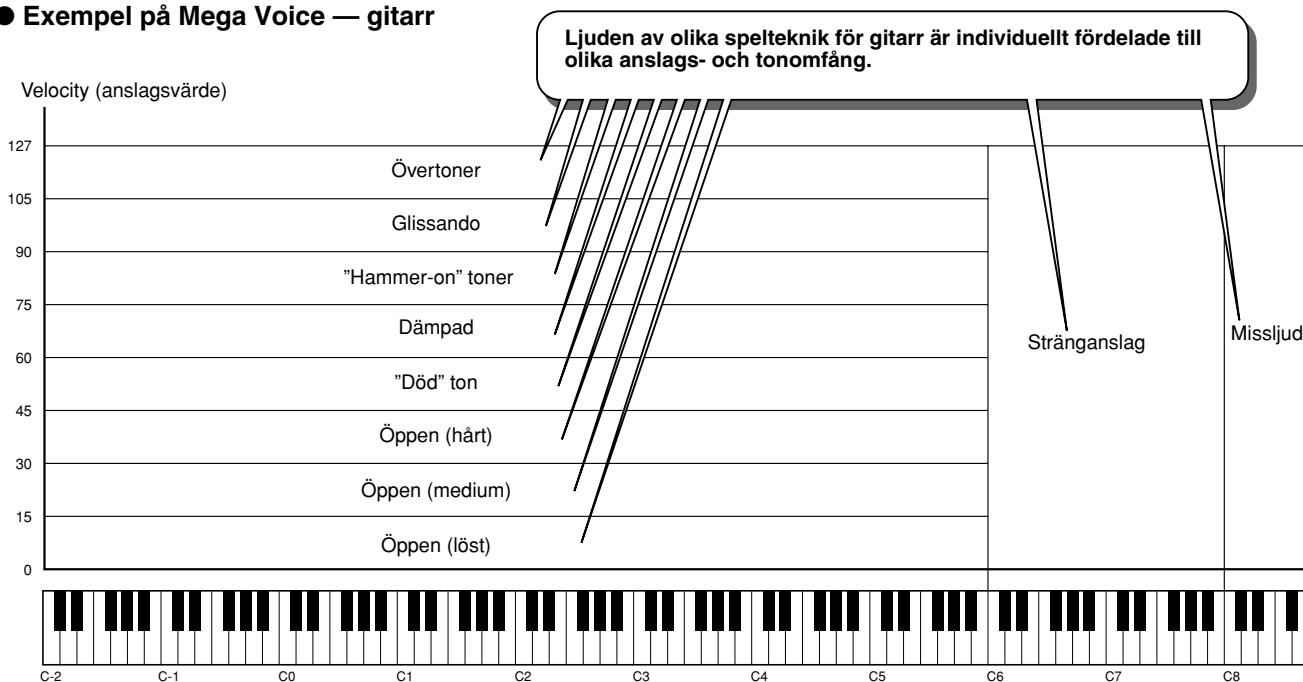 ● Exempel på Mega Voice — gitarr
Ljuden av olika spelteknik för gitarr är individuellt fördelade till
olika anslags- och tonomfång.
Velocity (anslagsvärde)
127
Övertoner
105
Glissando
90
”Hammer-on” toner
75
Dämpad
Stränganslag
Missljud
60
”Död” ton
45
Öppen (hårt)
30
Öppen (medium)
15
Öppen (löst)
0
C-2 C-1 C0 C1 C2 C3 C4 C5 C6 C7 C8